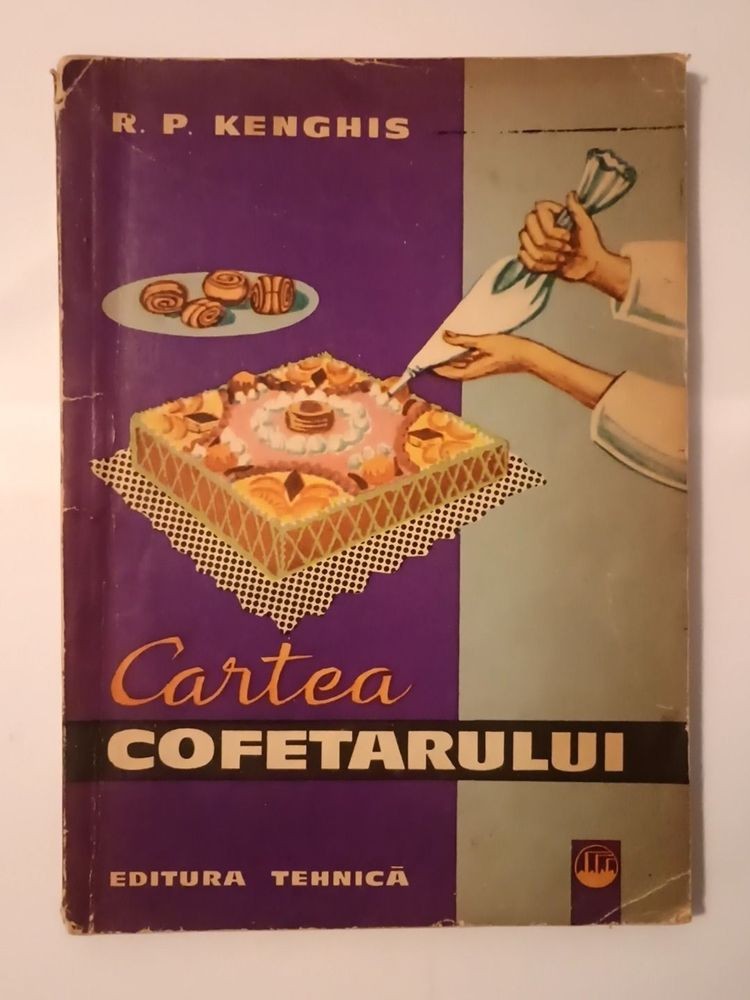 R. P. KENGHIS
Cartea
COFETARULUI
EDITURA TEHNICĂ